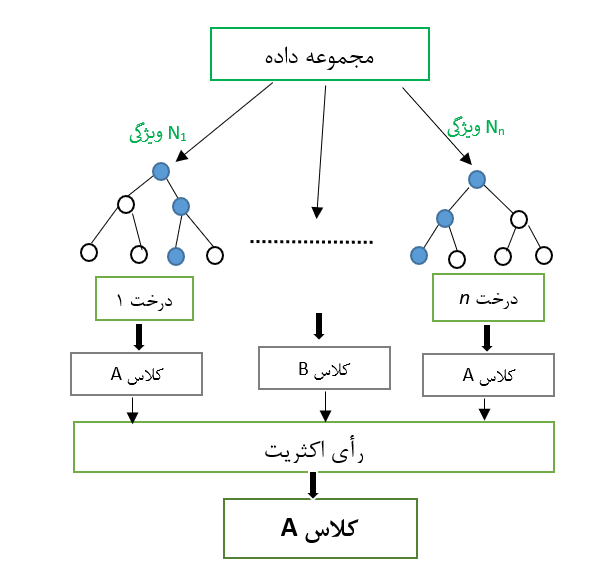 مجموعه داده
N1 ویژگی
Nn ویژگی
درخت ۱
درخت n
کلاس A
کلاس B
کلاس A
رأی اکثریت
کلاس A